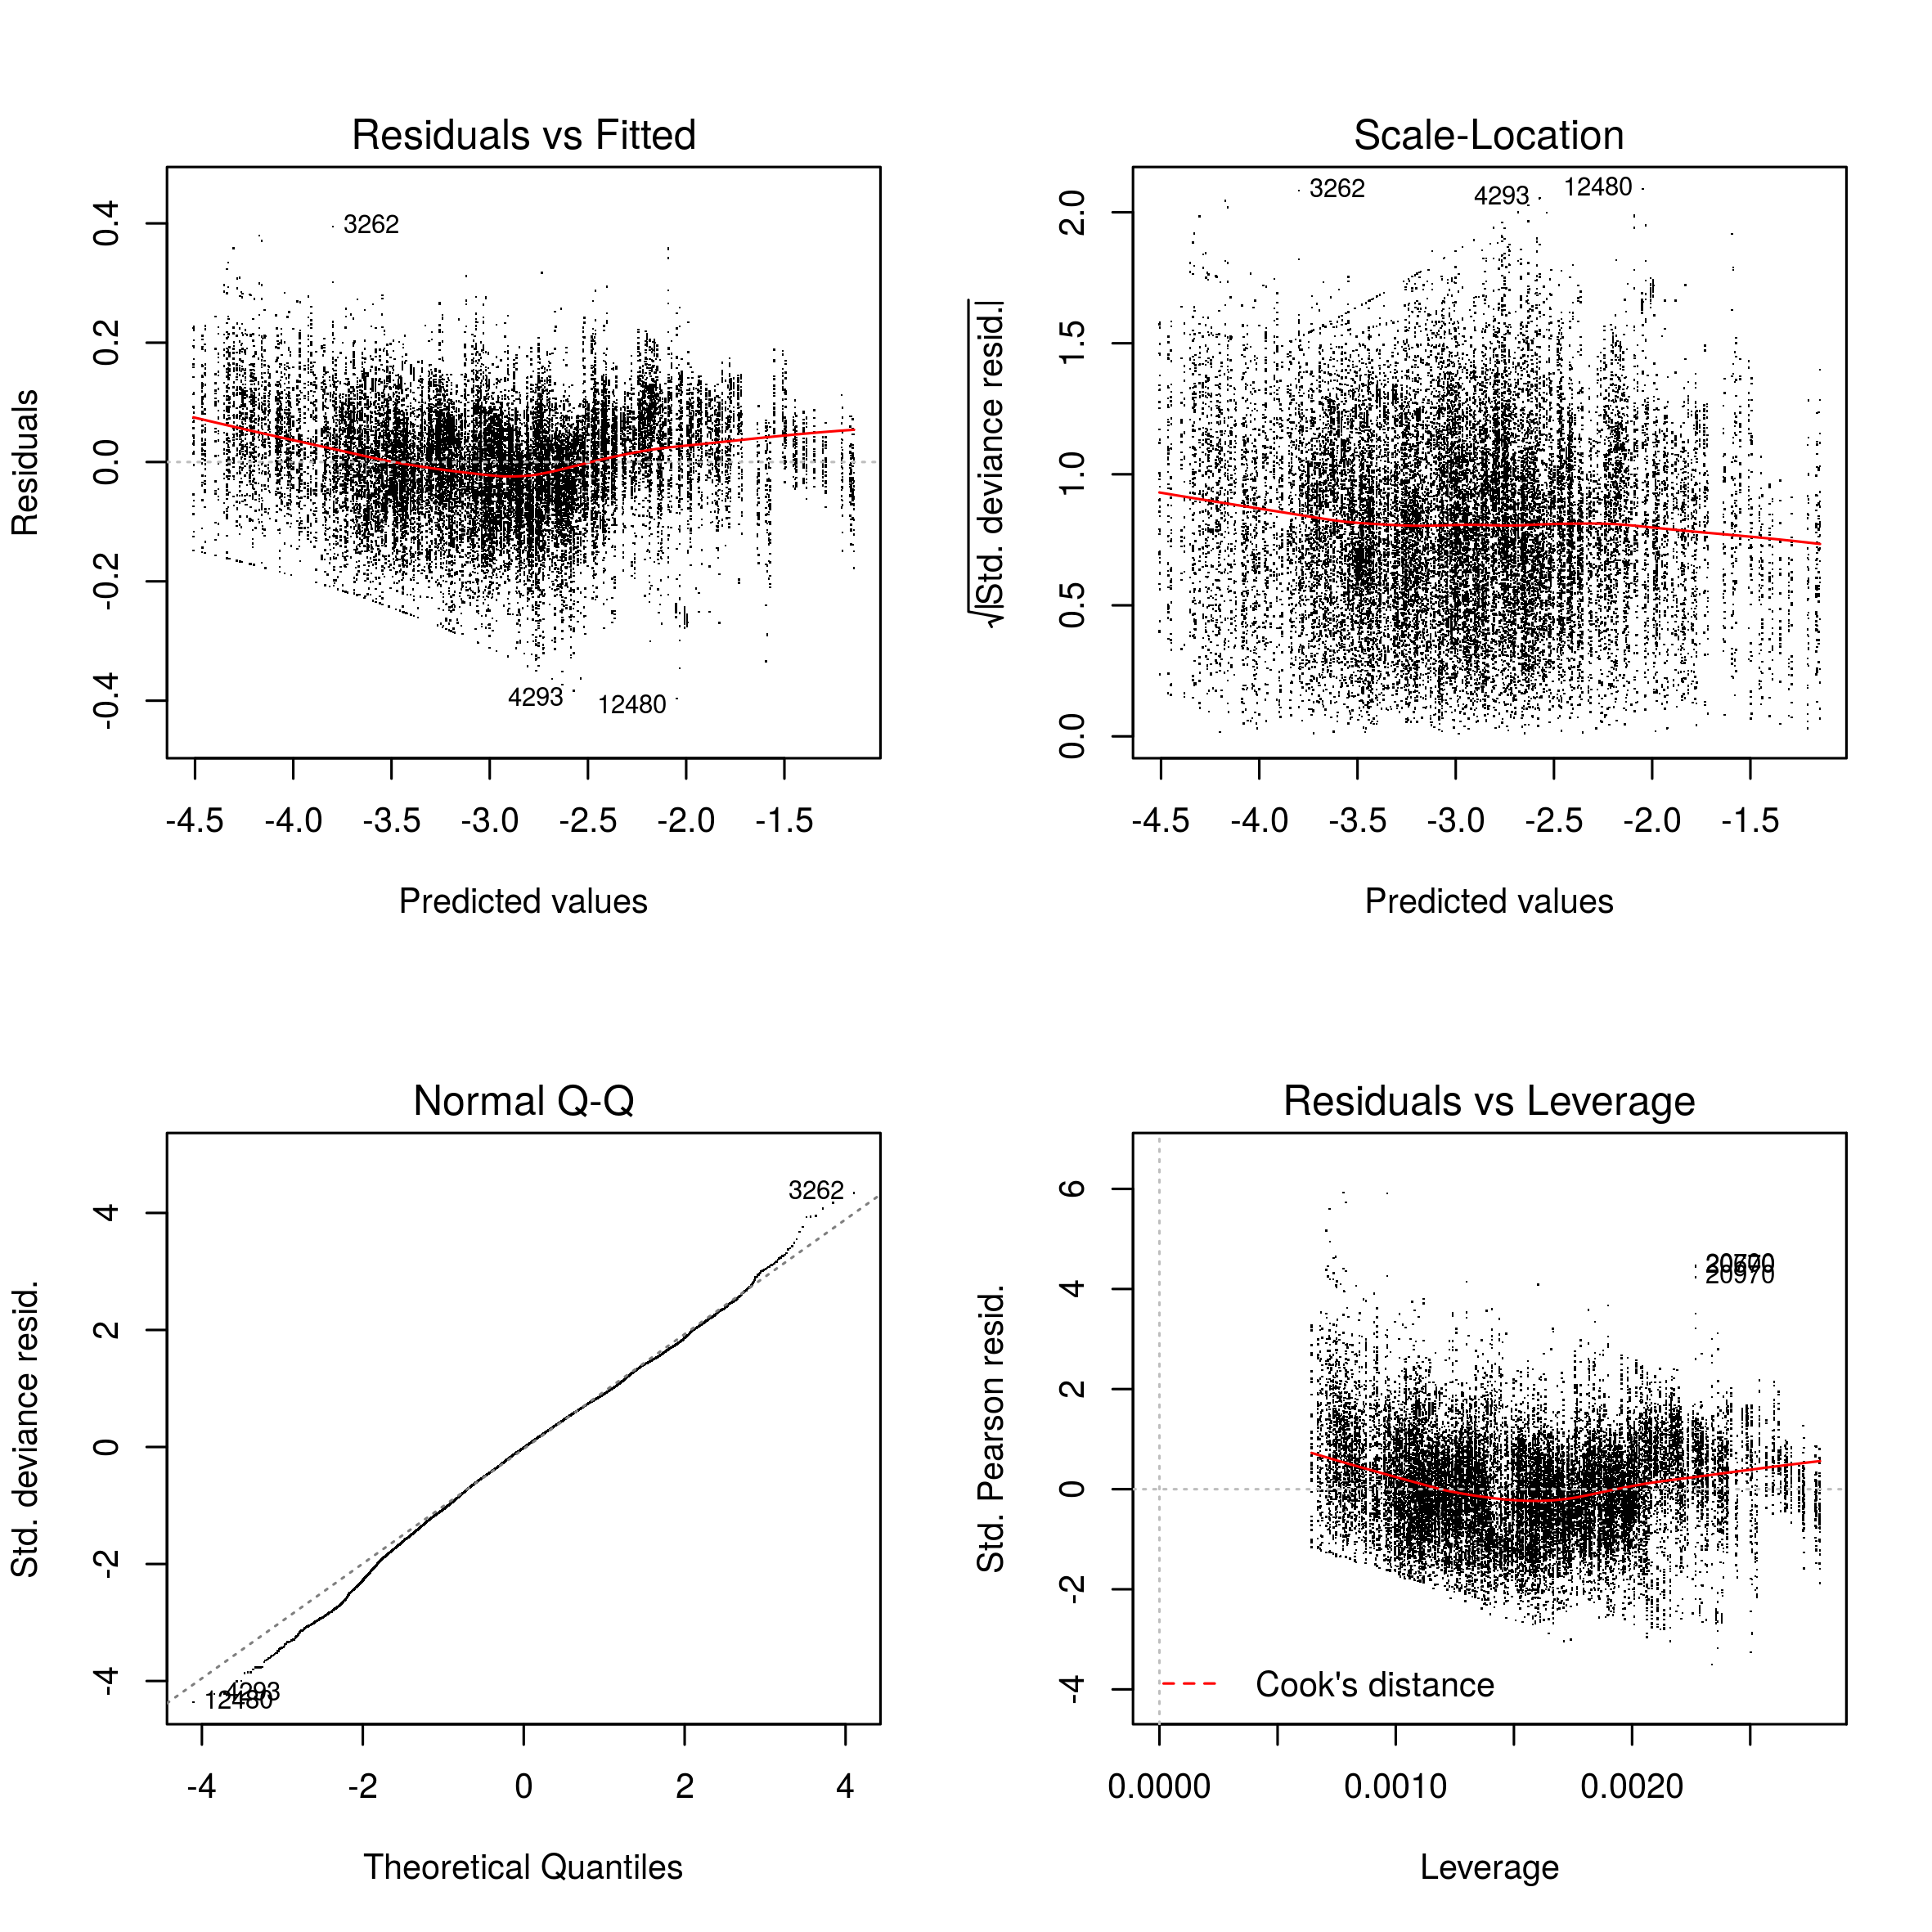 Residuals vs Fitted
Residuals
0.4
0.2
0.0
-0.2
-0.4
3262
4293
12480
-4.5 -4.0 -3.5 -3.0 -2.5 -2.0 -1.5
Predicted values
Scale-Location
√|Std. deviance resid.|
2.0
1.5
1.0
0.5
0.0
3262
4293
12480
-4.5 -4.0 -3.5 -3.0 -2.5 -2.0 -1.5
Predicted values
Normal Q-Q
Std. deviance resid.
4
2
0
-2
-4
3262
4293
12480
-4 -2 0 2 4
Theoretical Quantiles
Residuals vs Leverage
Std. Pearson resid.
6
4
2
0
-2
-4
20970
Cook's distance
0.0000 0.0010 0.0020
Leverage